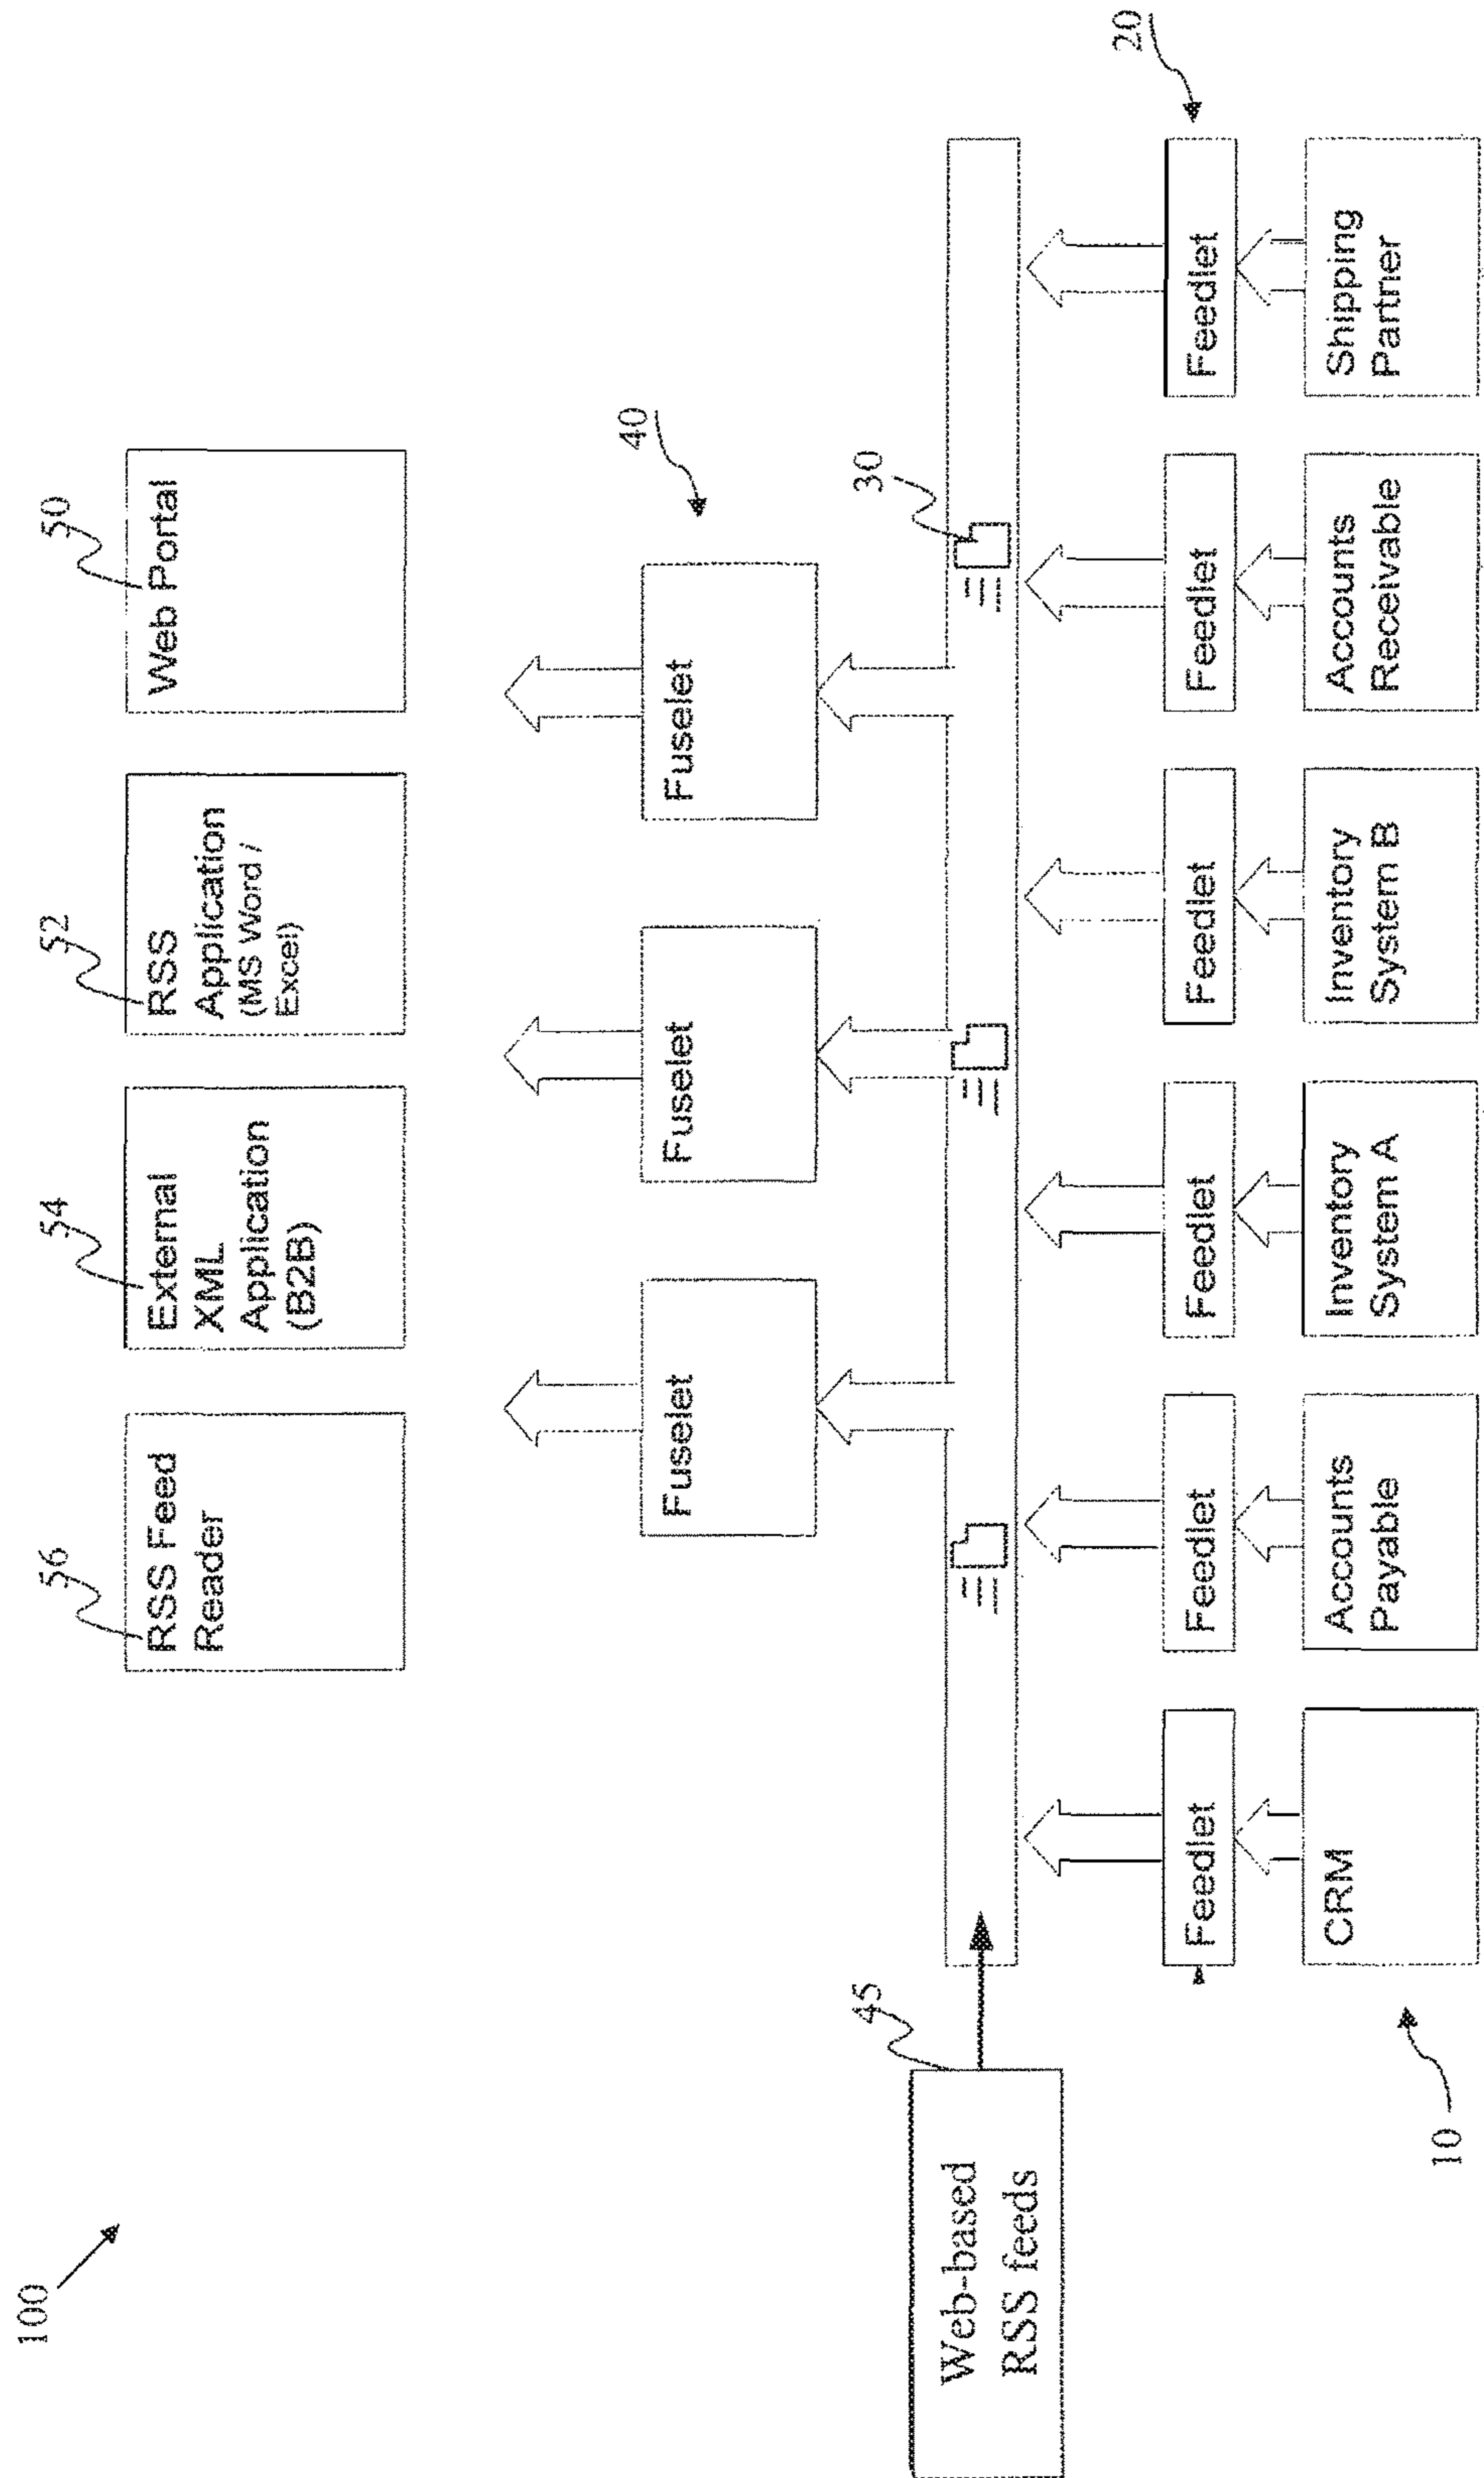 100
56
54
52
50
RSS Feed
Reader
External
XML
Application
(B2B)
RSS
Application
(MS Word /
Excel)
Web Portal
40
Fuselet
Fuselet
Fuselet
30
45
Web-based
RSS feeds
20
Feedlet
Feedlet
Feedlet
Feedlet
Feedlet
Feedlet
10
CRM
Accounts
Payable
Inventory
System A
Inventory
System B
Accounts
Receivable
Shipping
Partner